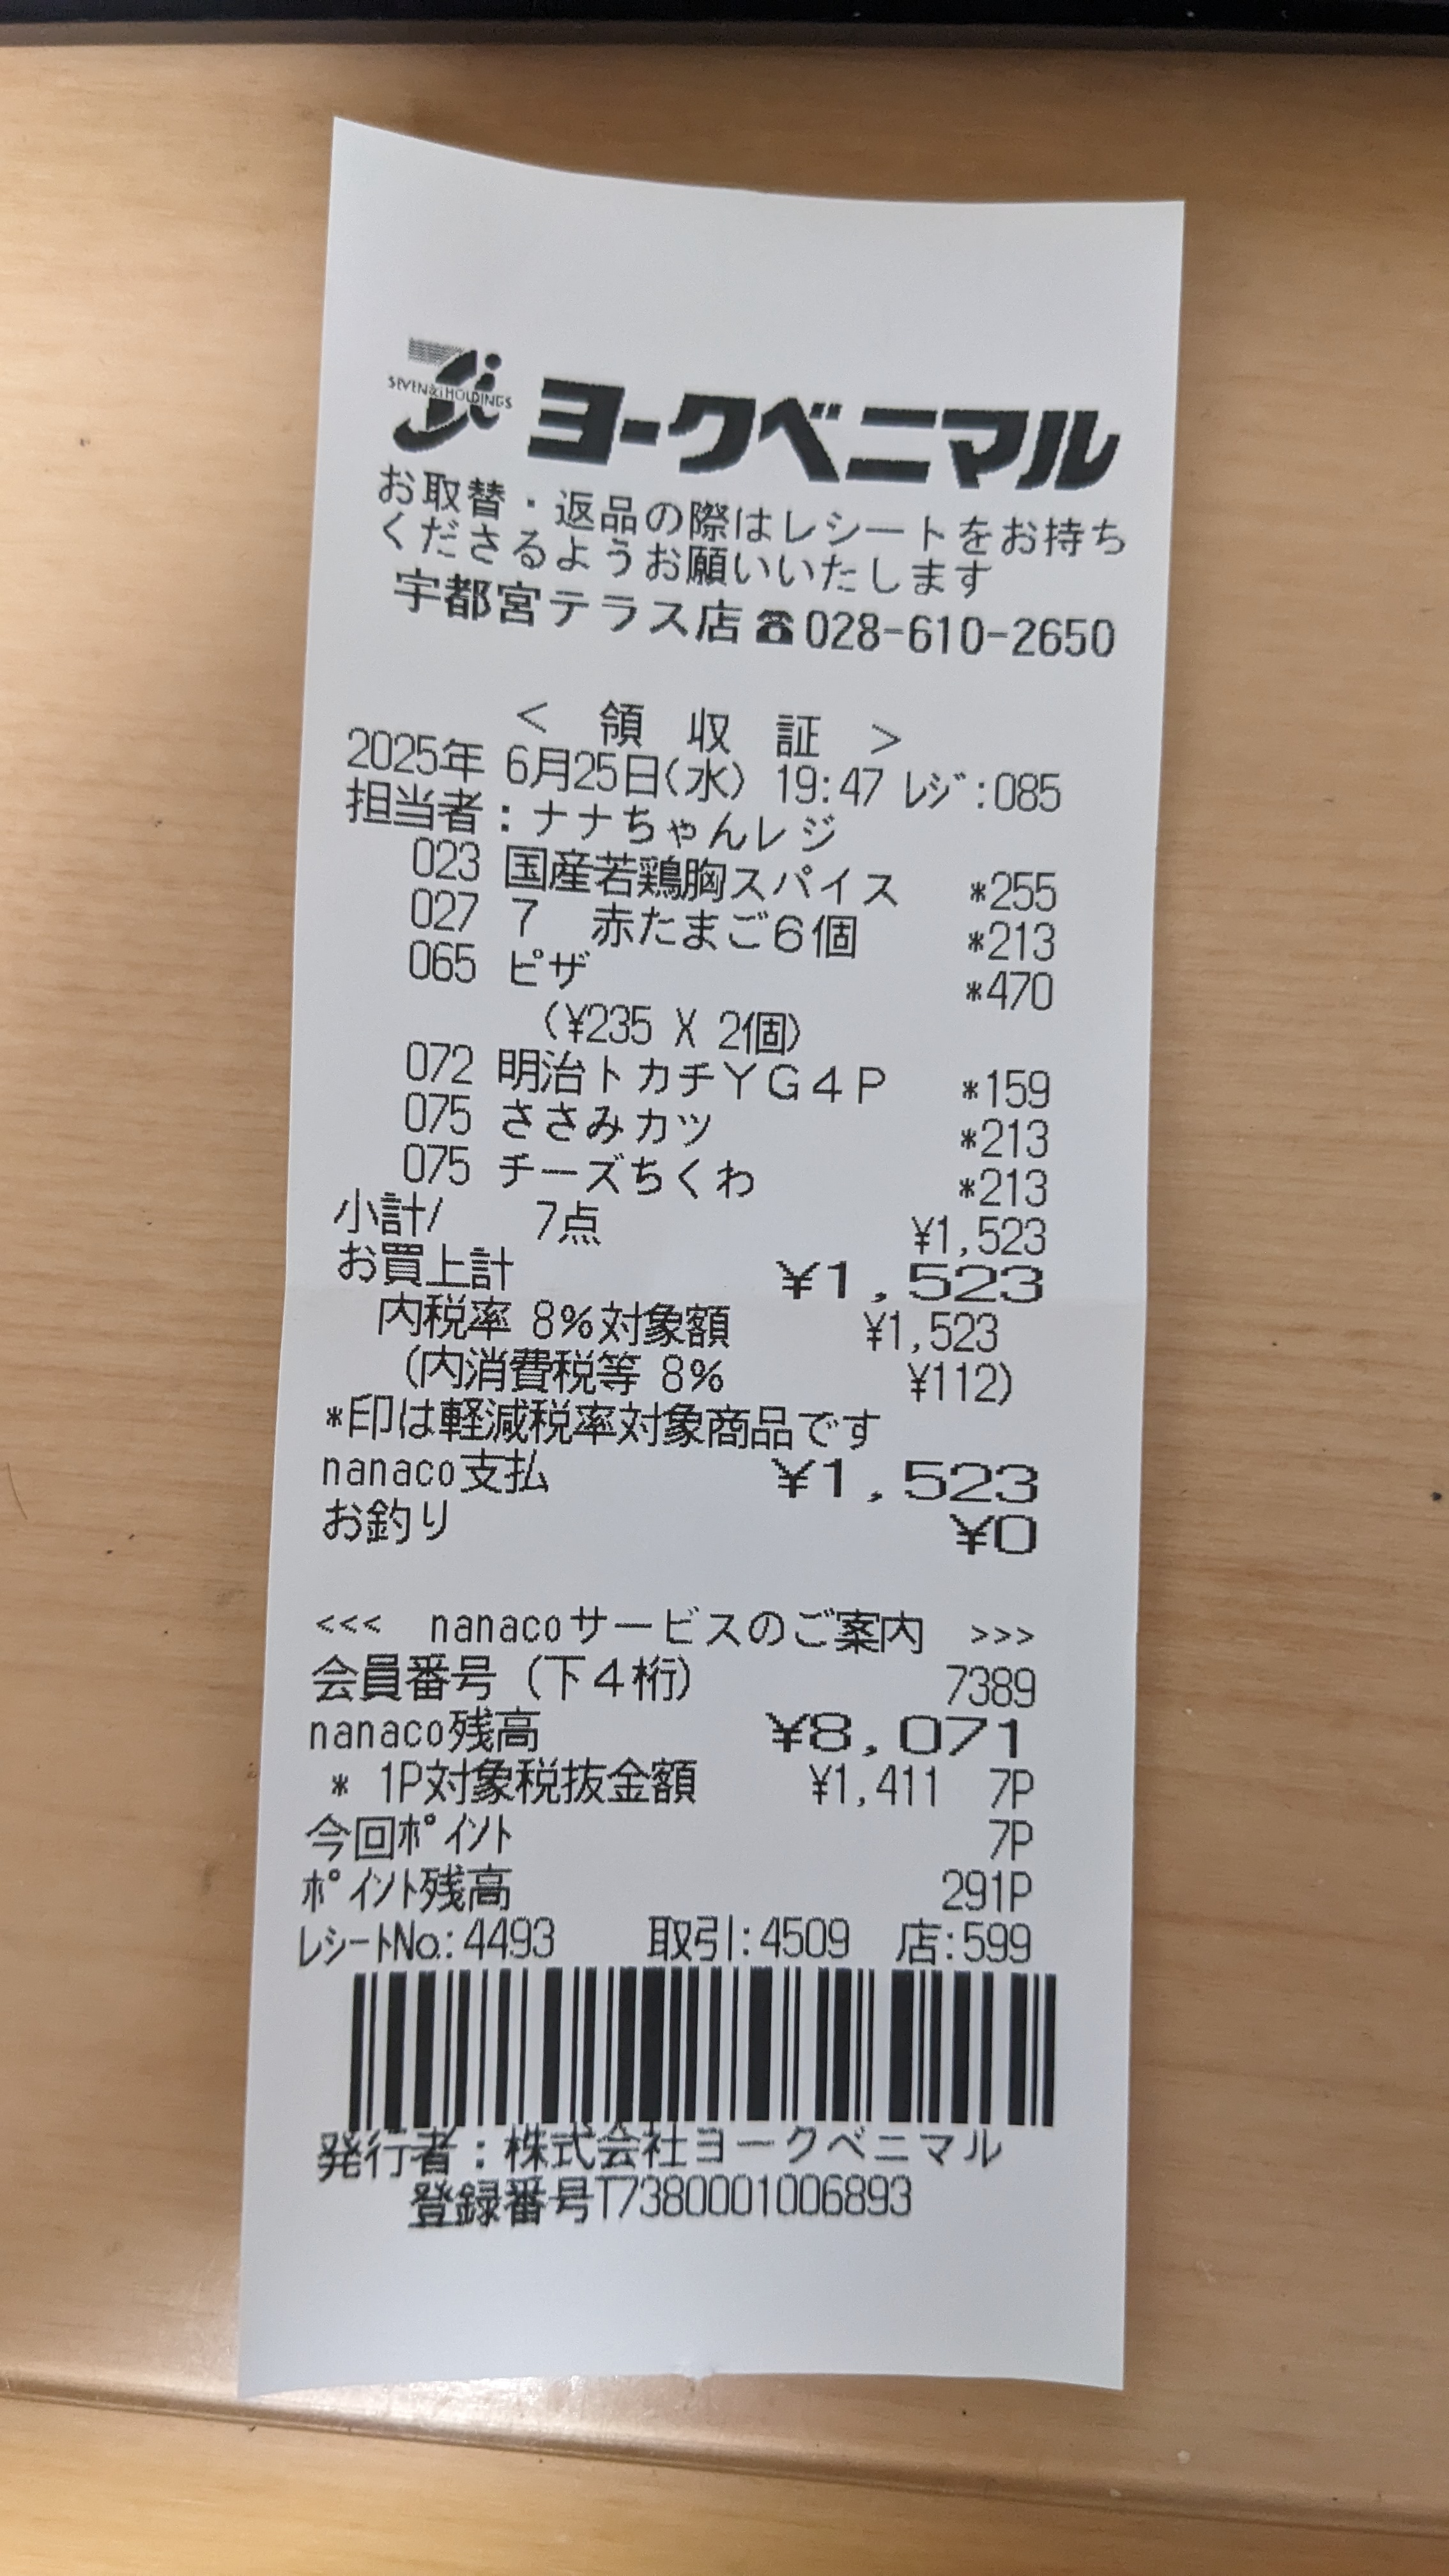 SEVEN&i HOLDINGS
ヨークベニマル
お取替・返品の際はレシートをお持ち
くださるようお願いいたします
宇都宮テラス店☎028-610-2650
< 領 収 証 >
2025年 6月25日(水) 19:47 ﾚｼﾞ:085
担当者:ナナちゃんレジ
023 国産若鶏胸スパイス *255
027 7 赤たまご6個 *213
065 ピザ *470
(¥235 X 2個)
072 明治トカチYG4P *159
075 ささみカツ *213
075 チーズちくわ *213
小計/ 7点 ¥1,523
お買上計 ¥1,523
内税率 8%対象額 ¥1,523
(内消費税等 8% ¥112)
*印は軽減税率対象商品です
nanaco支払 ¥1,523
お釣り ¥0
<<< nanacoサービスのご案内 >>>
会員番号(下4桁) 7389
nanaco残高 ¥8,071
* 1P対象税抜金額 ¥1,411 7P
今回ﾎﾟｲﾝﾄ 7P
ﾎﾟｲﾝﾄ残高 291P
ﾚｼｰﾄNo.:4493 取引:4509 店:599
発行者:株式会社ヨークベニマル
登録番号T7380001006893